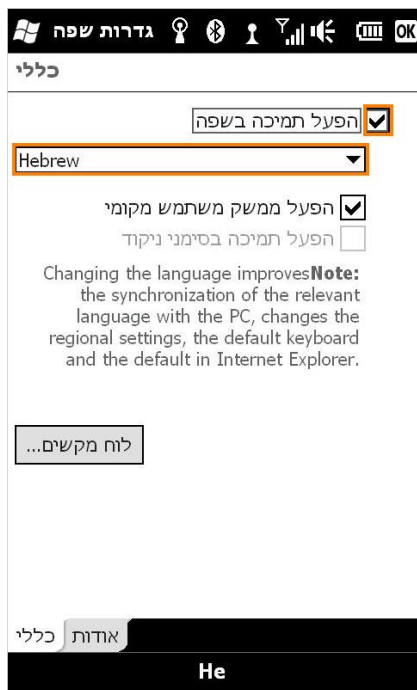 גדרות שפה
OK
כללי
הפעל תמיכה בשפה
Hebrew
הפעל ממשק משתמש מקומי
הפעל תמיכה בסימני ניקוד
Changing the language improvesNote:
the synchronization of the relevant
language with the PC, changes the
regional settings, the default keyboard
and the default in Internet Explorer.
לוח מקשים...
כללי אודות
He